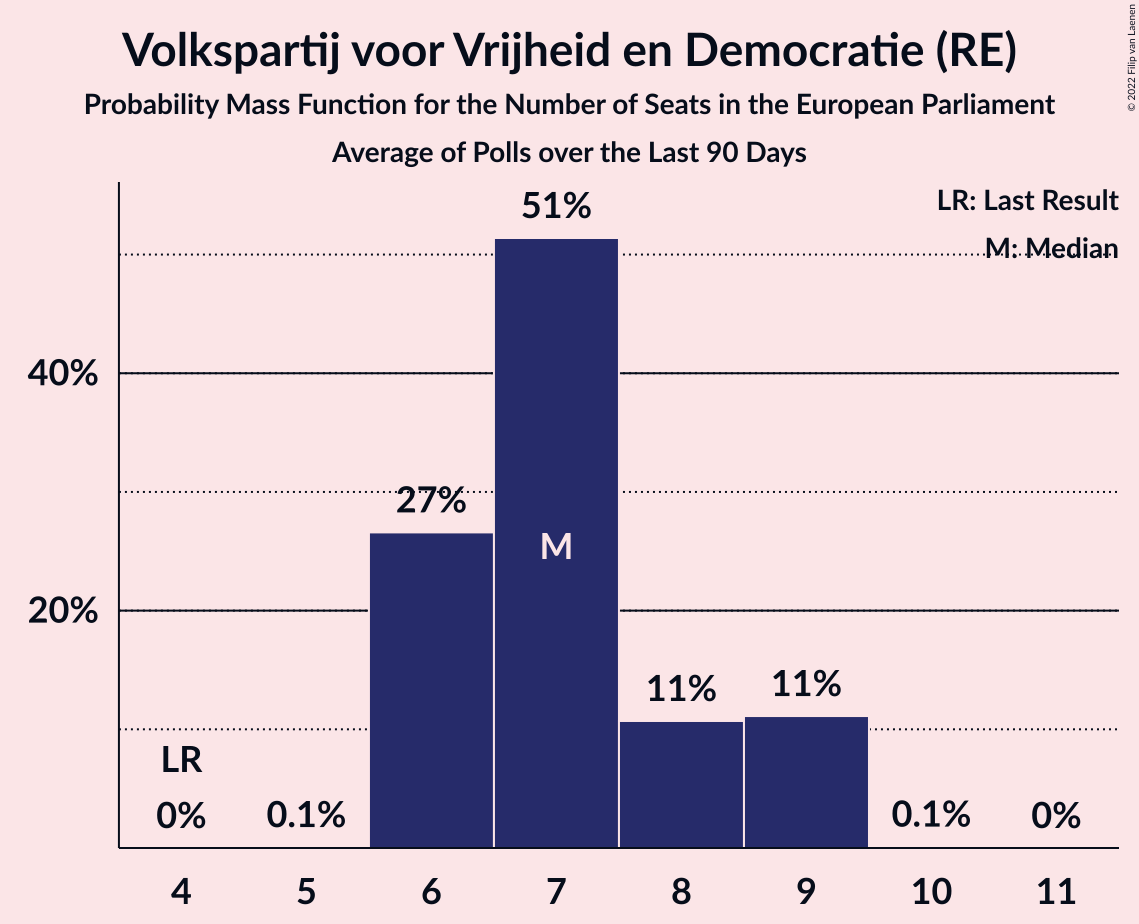 Volkspartij voor Vrijheid en Democratie (RE)
Probability Mass Function for the Number of Seats in the European Parliament
Average of Polls over the Last 90 Days
© 2022 Filip van Laenen
LR: Last Result
M: Median
51%
40%
27%
M
20%
11%
11%
LR
0%
0.1%
0.1%
0%
4
5
6
7
8
9
10
11